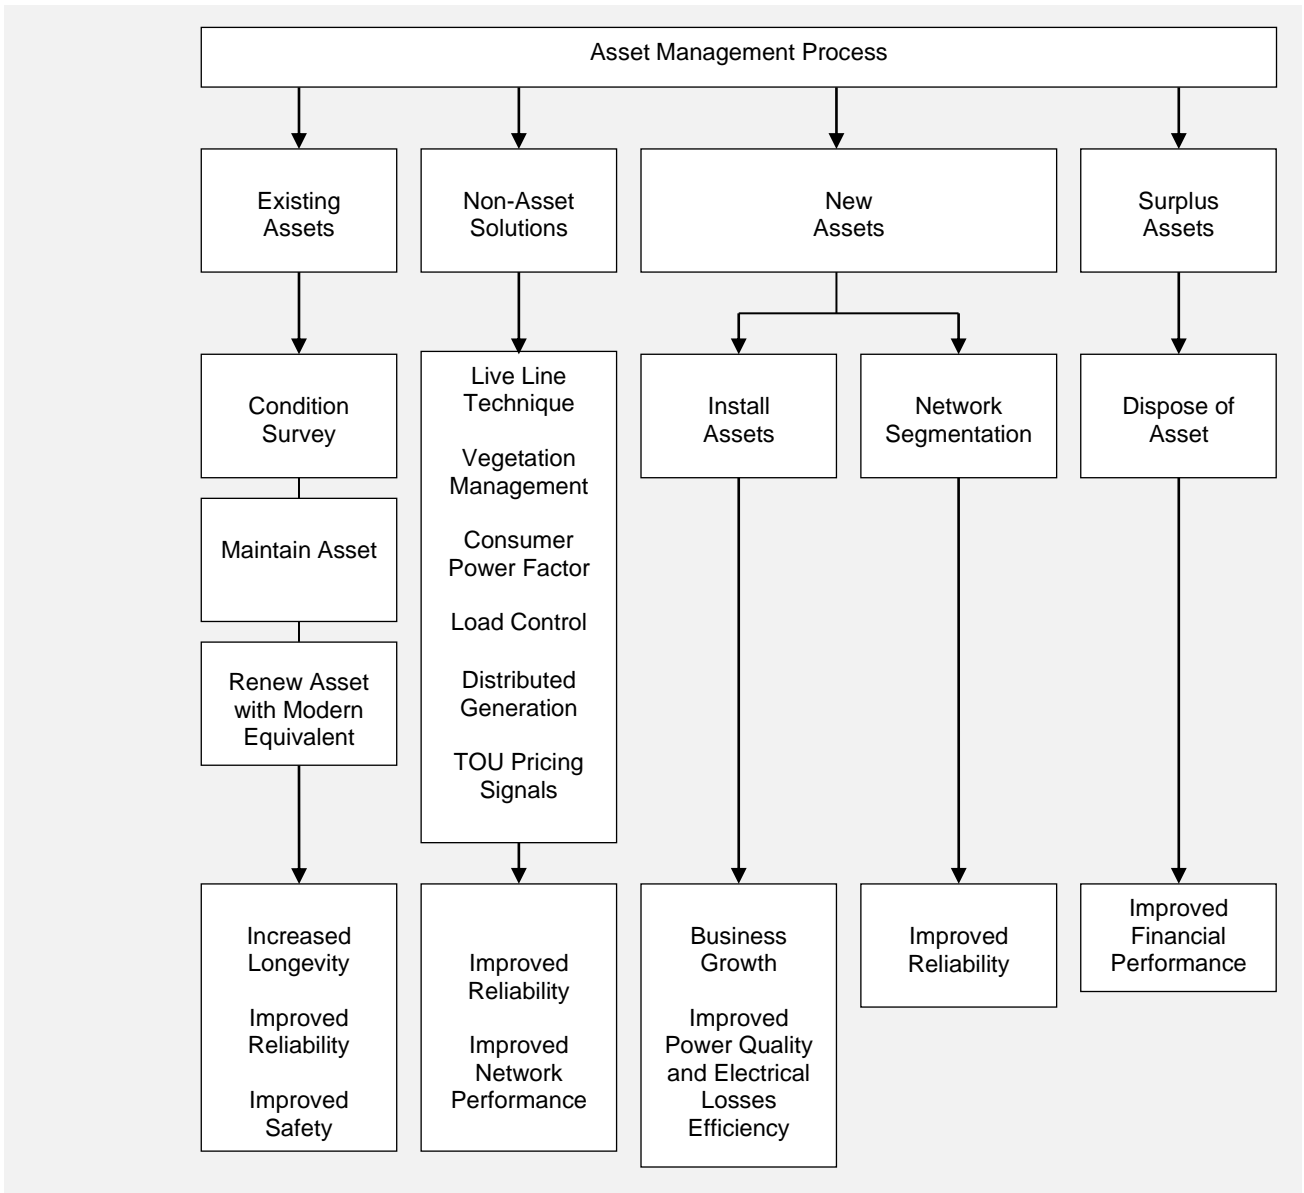 Asset Management Process
Existing
Assets
Non-Asset
Solutions
New
Assets
Surplus
Assets
Condition
Survey
Maintain Asset
Renew Asset
with Modern
Equivalent
Live Line
Technique
Vegetation
Management
Consumer
Power Factor
Load Control
Distributed
Generation
TOU Pricing
Signals
Install
Assets
Network
Segmentation
Dispose of
Asset
Increased
Longevity
Improved
Reliability
Improved
Safety
Improved
Reliability
Improved
Network
Performance
Business
Growth
Improved
Power Quality
and Electrical
Losses
Efficiency
Improved
Reliability
Improved
Financial
Performance